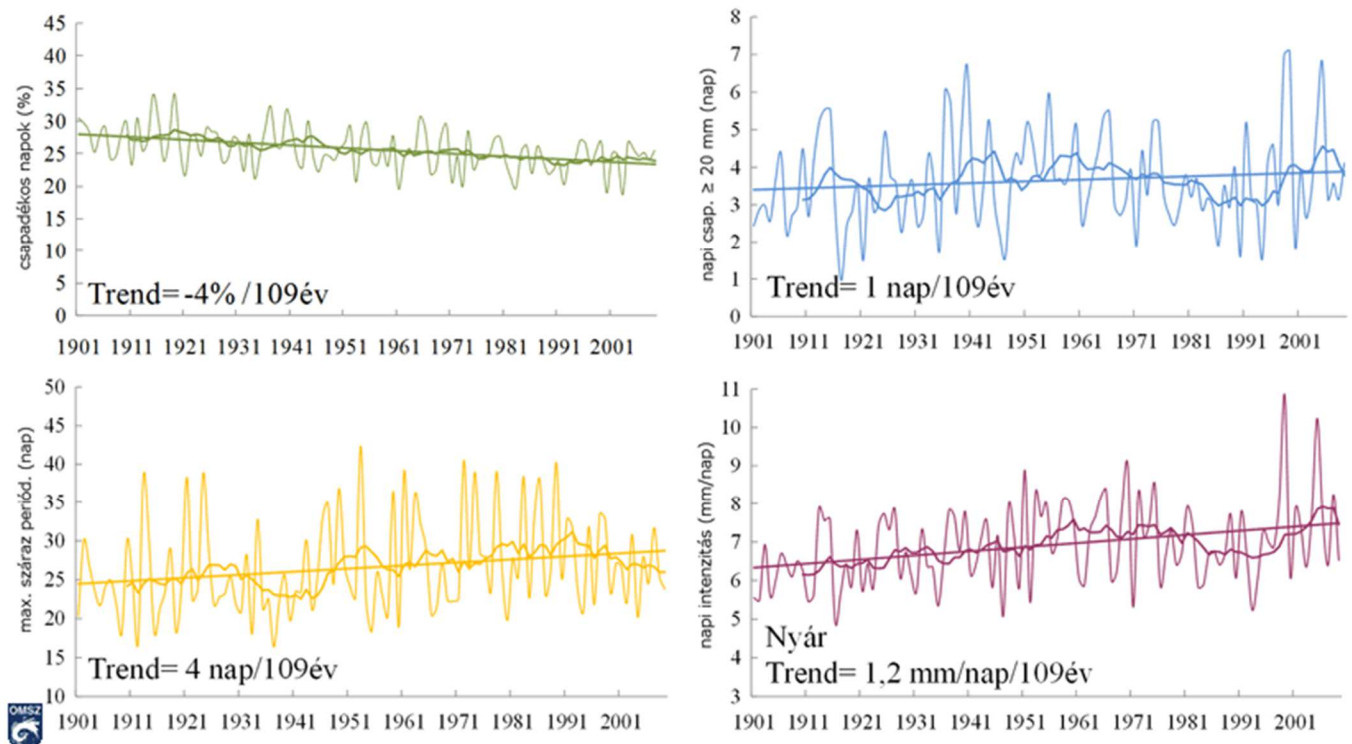 csapadékos napok (%)
50
45
40
35
30
25
20
15
10
5
0
Trend= -4% /109év
1901 1911 1921 1931 1941 1951 1961 1971 1981 1991 2001
napi csap. ≥ 20 mm (nap)
8
7
6
5
4
3
2
1
0
Trend= 1 nap/109év
1901 1911 1921 1931 1941 1951 1961 1971 1981 1991 2001
max. száraz periód. (nap)
50
45
40
35
30
25
20
15
10
Trend= 4 nap/109év
1901 1911 1921 1931 1941 1951 1961 1971 1981 1991 2001
OMSZ
napi intenzitás (mm/nap)
11
10
9
8
7
6
5
4
3
Nyár
Trend= 1,2 mm/nap/109év
1901 1911 1921 1931 1941 1951 1961 1971 1981 1991 2001